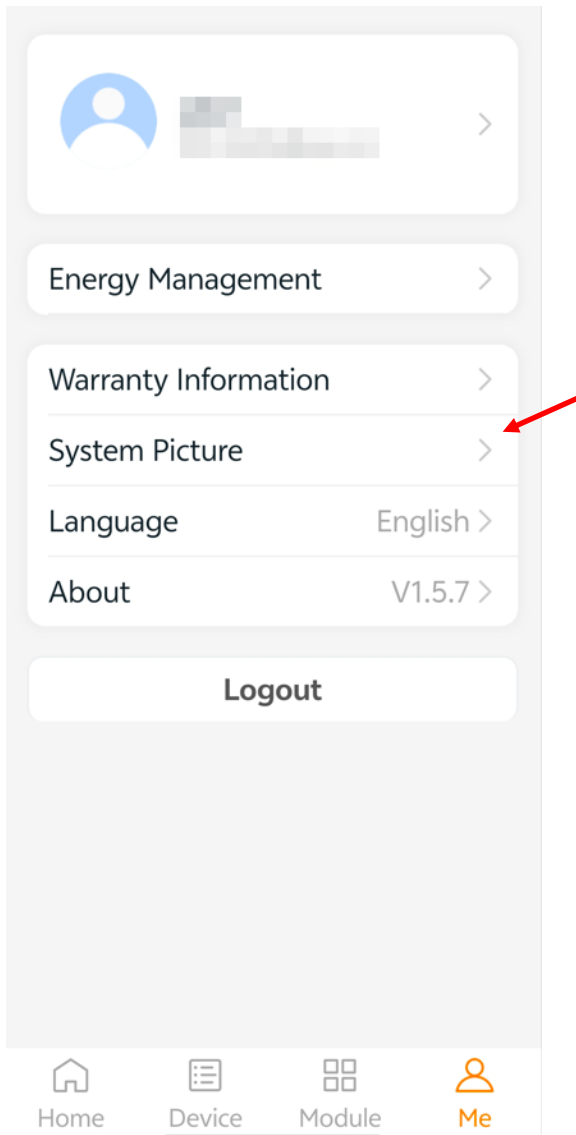 Energy Management
Warranty Information
System Picture
Language English
About V1.5.7
Logout
Home Device Module Me